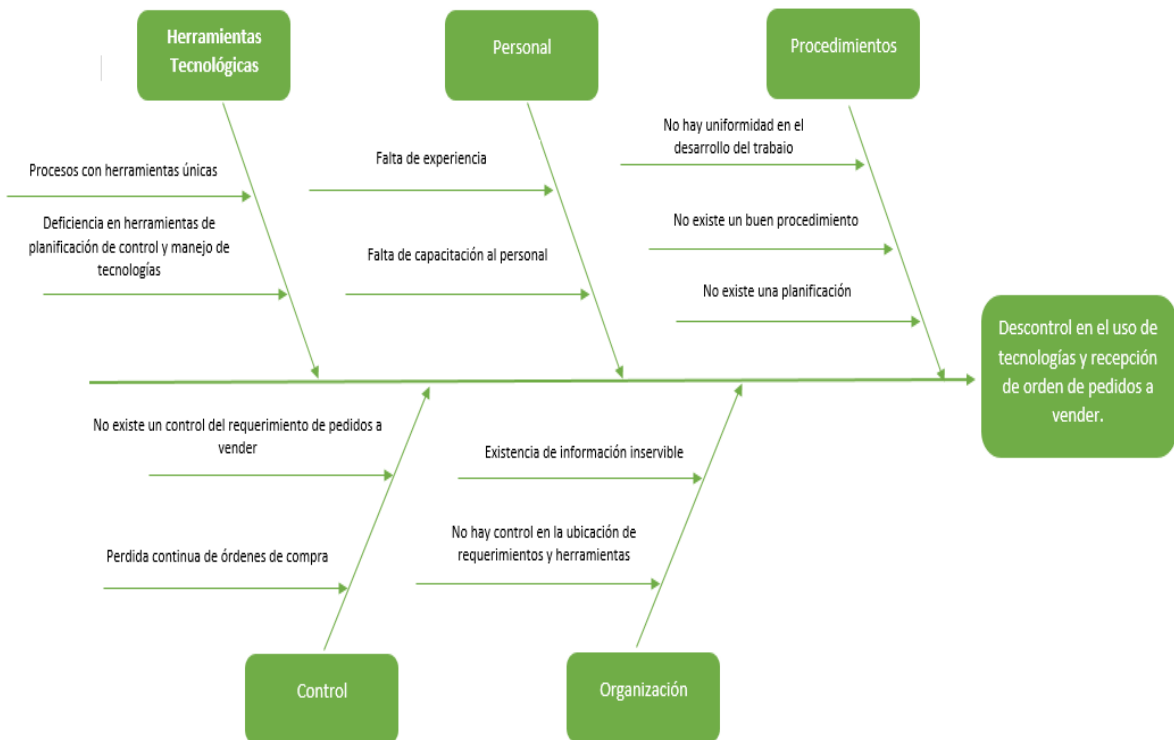 Herramientas
Tecnológicas
Personal
Procedimientos
Procesos con herramientas únicas
Deficiencia en herramientas de
planificación de control y manejo de
tecnologías
Falta de experiencia
Falta de capacitación al personal
No hay uniformidad en el
desarrollo del trabaio
No existe un buen procedimiento
No existe una planificación
Descontrol en el uso de
tecnologías y recepción
de orden de pedidos a
vender.
No existe un control del requerimiento de pedidos a
vender
Perdida continua de órdenes de compra
Existencia de información inservible
No hay control en la ubicación de
requerimientos y herramientas
Control
Organización